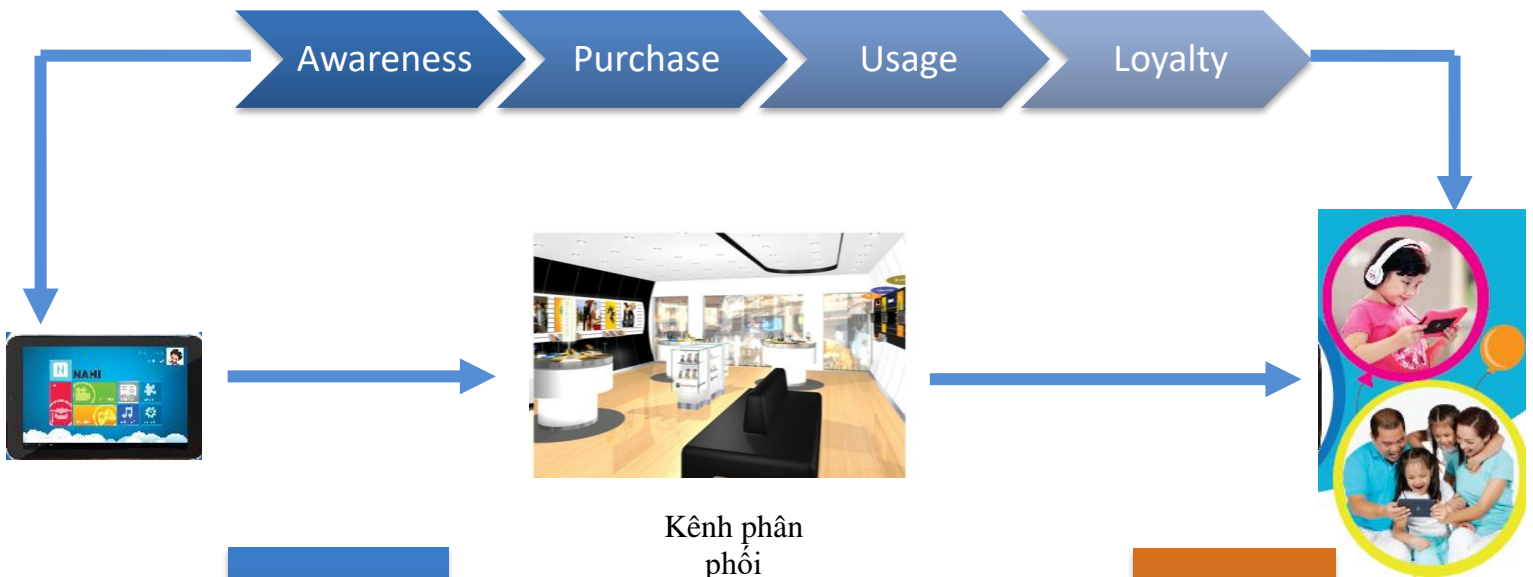 Awareness
Purchase
Usage
Loyalty
N NAHI
Kênh phân
phối